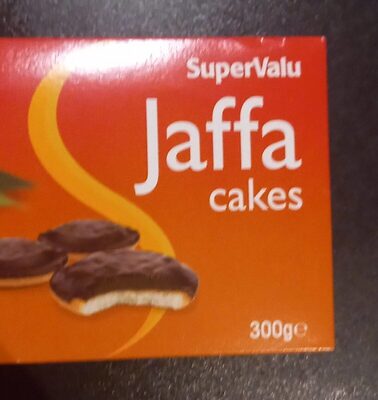 SuperValu
Jaffa
cakes
300g℮